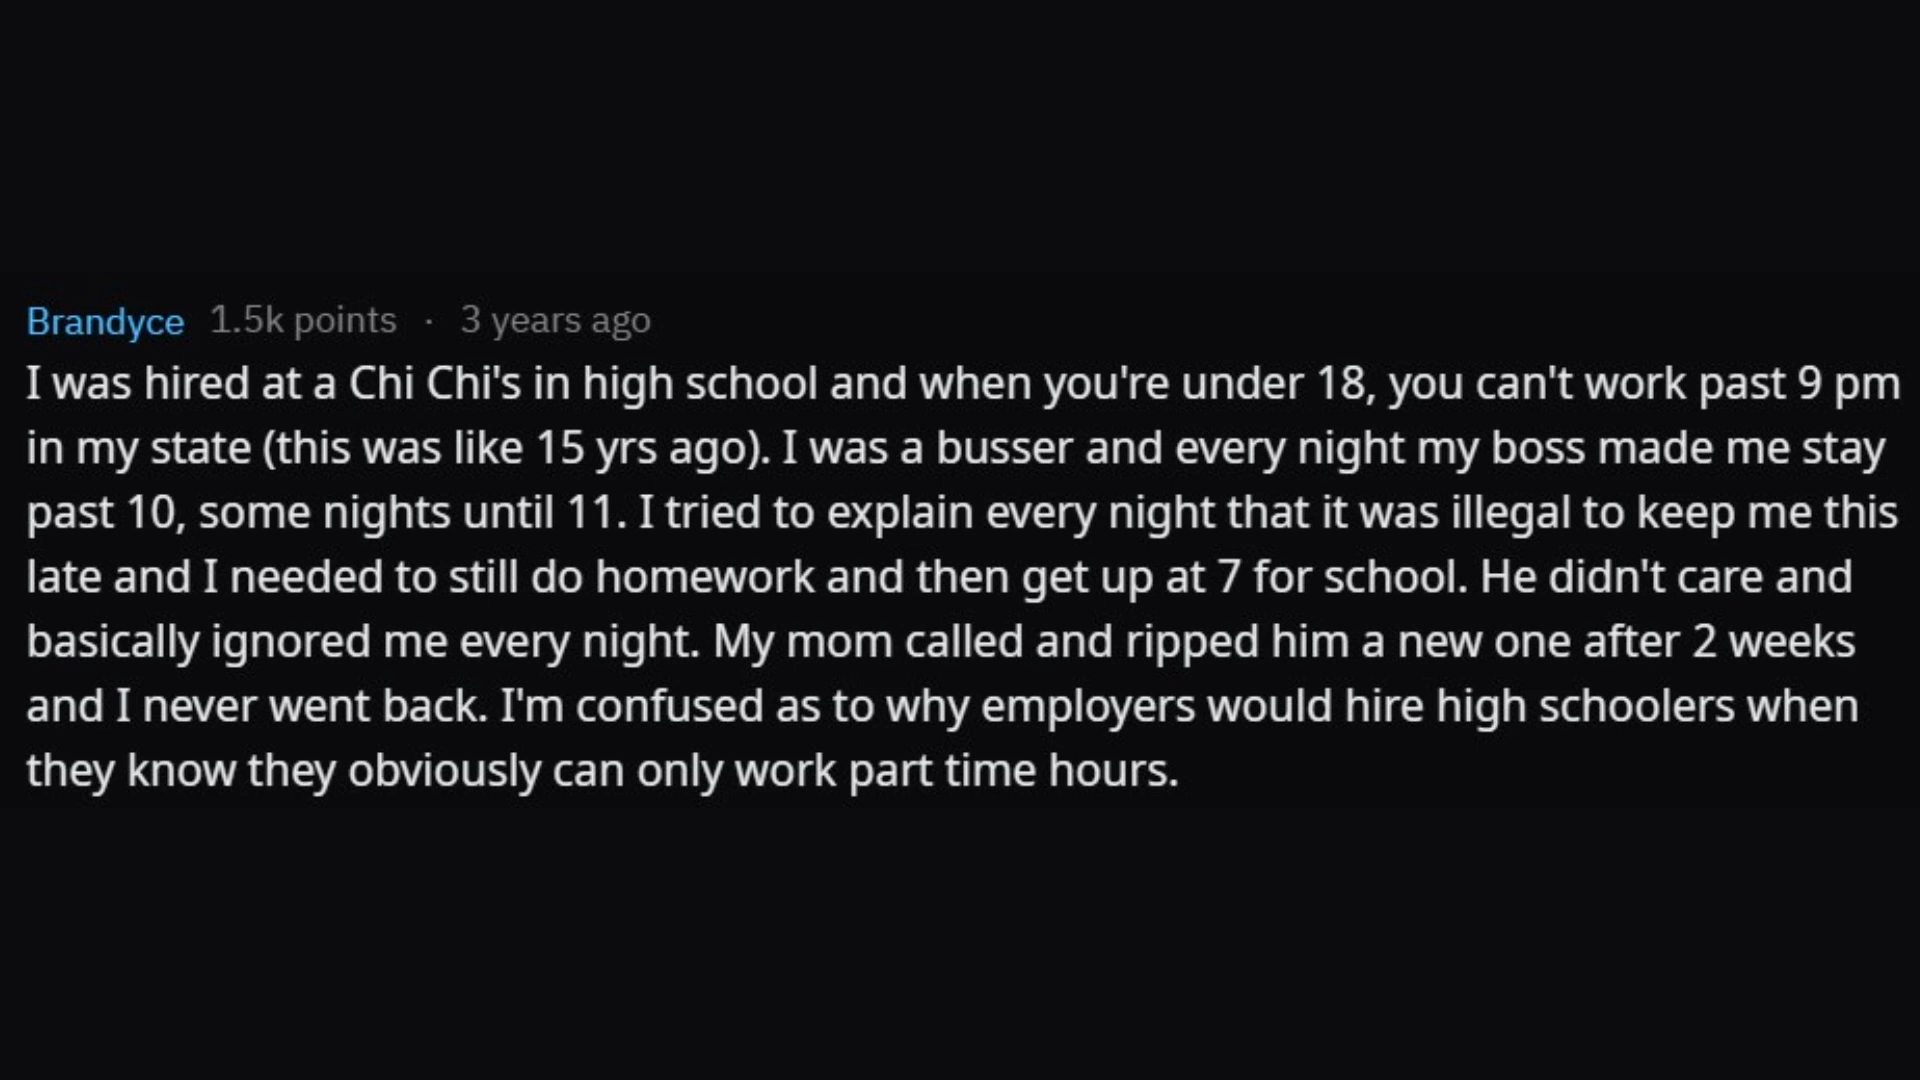 Brandyce 1.5k points · 3 years ago
I was hired at a Chi Chi's in high school and when you're under 18, you can't work past 9 pm
in my state (this was like 15 yrs ago). I was a busser and every night my boss made me stay
past 10, some nights until 11. I tried to explain every night that it was illegal to keep me this
late and I needed to still do homework and then get up at 7 for school. He didn't care and
basically ignored me every night. My mom called and ripped him a new one after 2 weeks
and I never went back. I'm confused as to why employers would hire high schoolers when
they know they obviously can only work part time hours.